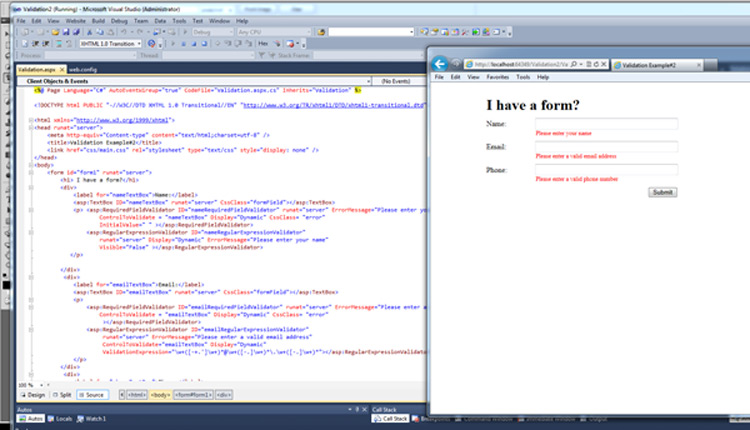 Validation2 (Running) - Microsoft Visual Studio (Administrator)
File Edit View Website Build Debug Team Data Tools Test Window Help
Debug Any CPU
XHTML 1.0 Transition Hex
Process: Thread: Stack Frame:
Validation.aspx web.config
Client Objects & Events (No Events)
<%@ Page Language="C#" AutoEventWireup="true" CodeFile="Validation.aspx.cs" Inherits="Validation" %>
<!DOCTYPE html PUBLIC "-//W3C//DTD XHTML 1.0 Transitional//EN" "http://www.w3.org/TR/xhtml1/DTD/xhtml1-transitional.dtd"
<html xmlns="http://www.w3.org/1999/xhtml">
<head runat="server">
<meta http-equiv="Content-type" content="text/html;charset=utf-8" />
<title>Validation Example#2</title>
<link href="css/main.css" rel="stylesheet" type="text/css" style="display: none" />
</head>
<body>
<form id="form1" runat="server">
<h1> I have a form?</h1>
<div>
<label for="nameTextBox">Name:</label>
<asp:TextBox ID="nameTextBox" runat="server" CssClass="formField"></asp:TextBox>
<p> <asp:RequiredFieldValidator ID="nameRequiredFieldValidator" runat="server" ErrorMessage="Please enter yo
ControlToValidate = "nameTextBox" Display="Dynamic" CssClass= "error"
InitialValue=" " ></asp:RequiredFieldValidator>
<asp:RegularExpressionValidator ID="nameRegularExpressionValidator"
runat="server" Display="Dynamic" ErrorMessage="Please enter your name"
Visible="False" ></asp:RegularExpressionValidator>
</p>
</div>
<div>
<label for="emailTextBox">Email:</label>
<asp:TextBox ID="emailTextBox" runat="server" CssClass="formField"></asp:TextBox>
<p>
<asp:RequiredFieldValidator ID="emailRequiredFieldValidator" runat="server" ErrorMessage="Please enter a
ControlToValidate = "emailTextBox" Display="Dynamic" CssClass= "error"
></asp:RequiredFieldValidator>
<asp:RegularExpressionValidator ID="emailRegularExpressionValidator"
runat="server" ErrorMessage="Please enter a valid email address"
ControlToValidate="emailTextBox" Display="Dynamic"
</p>
</div>
<div>
100 %
Design Split Source <html> <body> <form#form1> <div>
Autos Call Stack
Autos Locals Watch 1 Call Stack Output
Validation Example#2
File Edit View Favorites Tools Help
I have a form?
Name:
Please enter your name
Email:
Please enter a valid email address
Phone:
Please enter a valid phone number
Submit